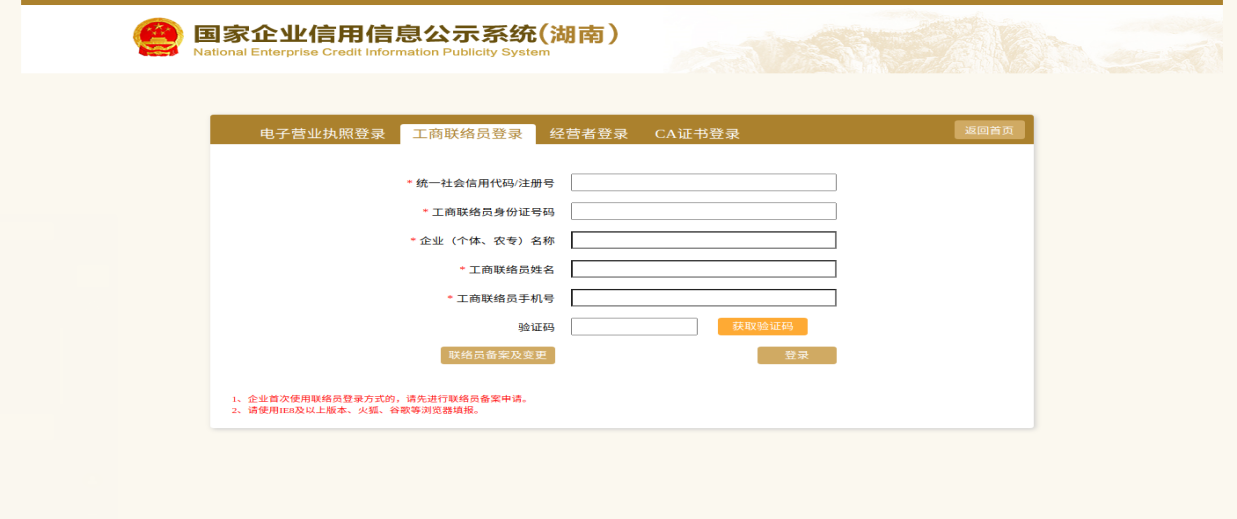 国家企业信用信息公示系统(湖南)
National Enterprise Credit Information Publicity System
电子营业执照登录 工商联络员登录 经营者登录 CA证书登录 返回首页
* 统一社会信用代码/注册号
* 工商联络员身份证号码
* 企业（个体、农专）名称
* 工商联络员姓名
* 工商联络员手机号
验证码 获取验证码
联络员备案及变更 登录
1、企业首次使用联络员登录方式的，请先进行联络员备案申请。
2、请使用IE8及以上版本、火狐、谷歌等浏览器填报。